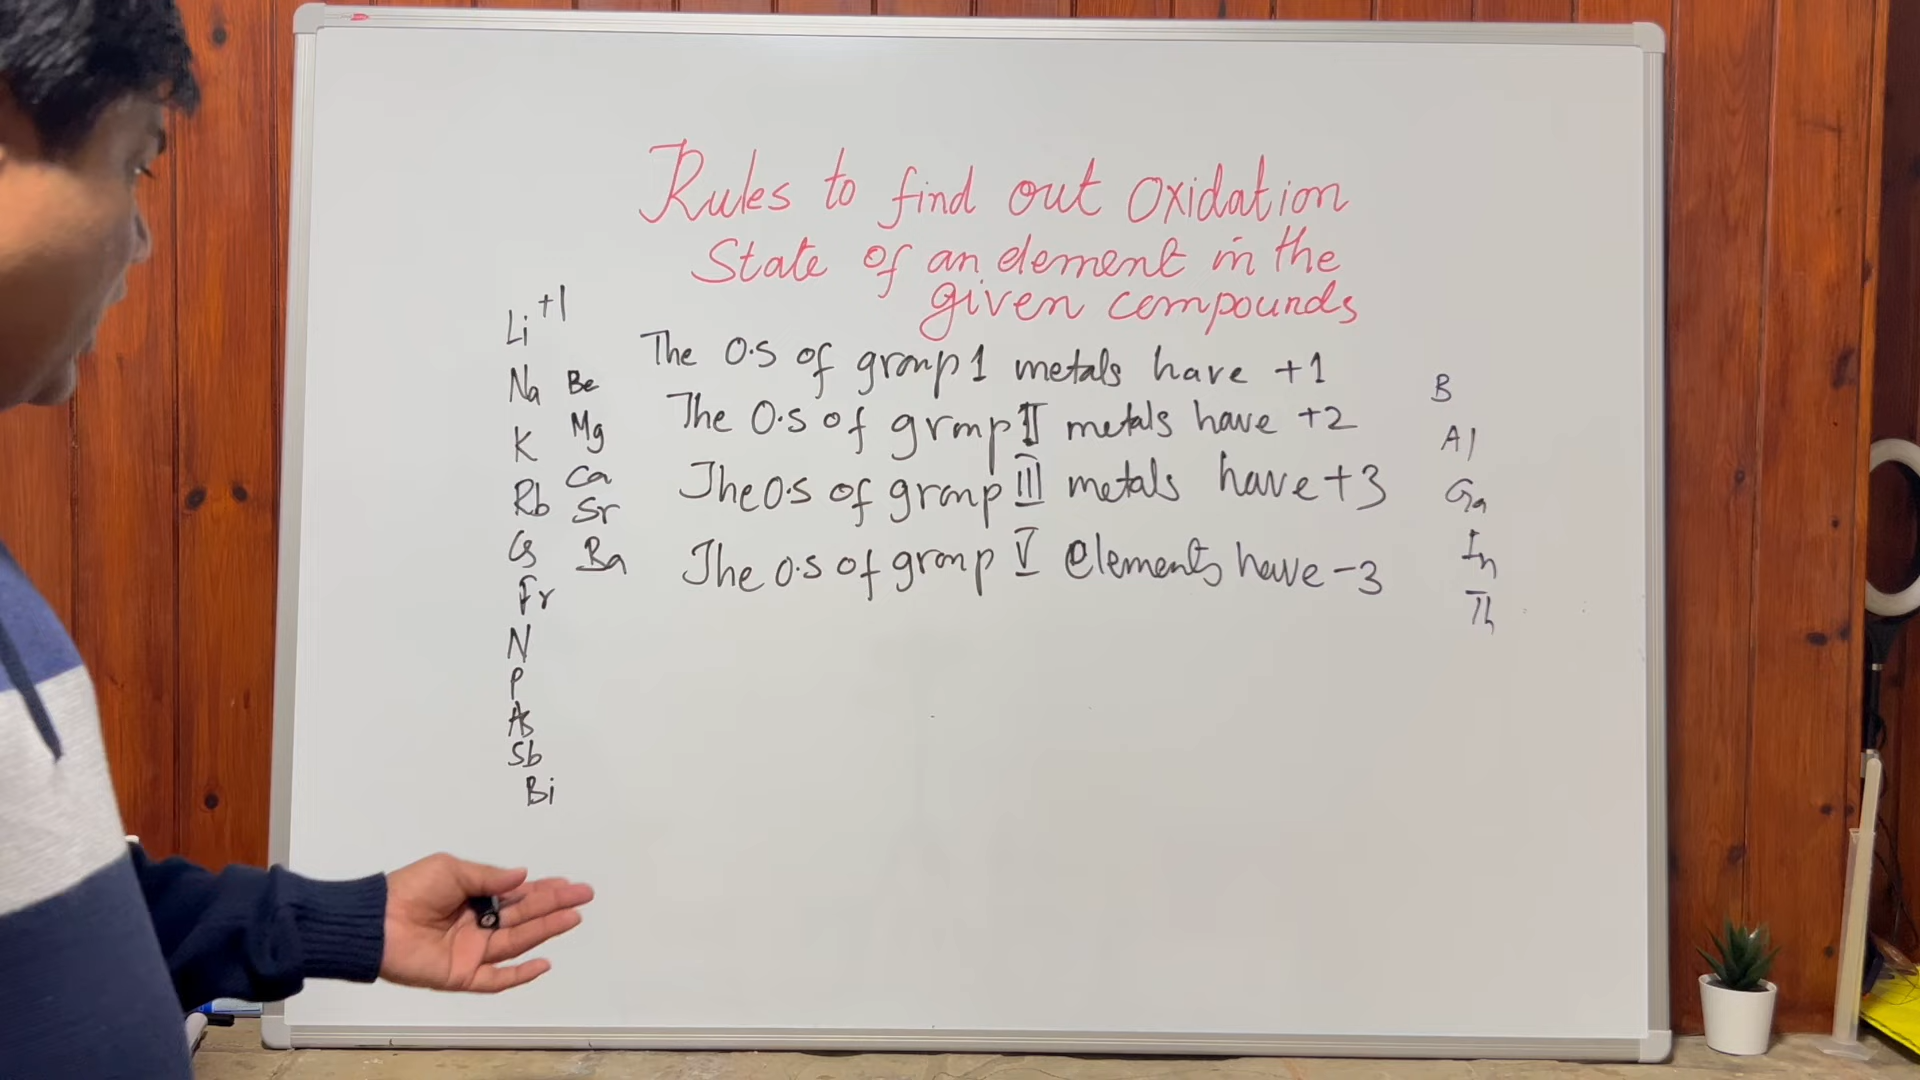 Rules to find out Oxidation
State of an element in the
given compounds
Li +1
Na
K
Rb
Cs
Fr
N
P
As
Sb
Bi
Be
Mg
Ca
Sr
Ba
The O.S of group 1 metals have +1
The O.S of group II metals have +2
The O.S of group III metals have +3
The O.S of group V elements have -3
B
Al
Ga
In
Th